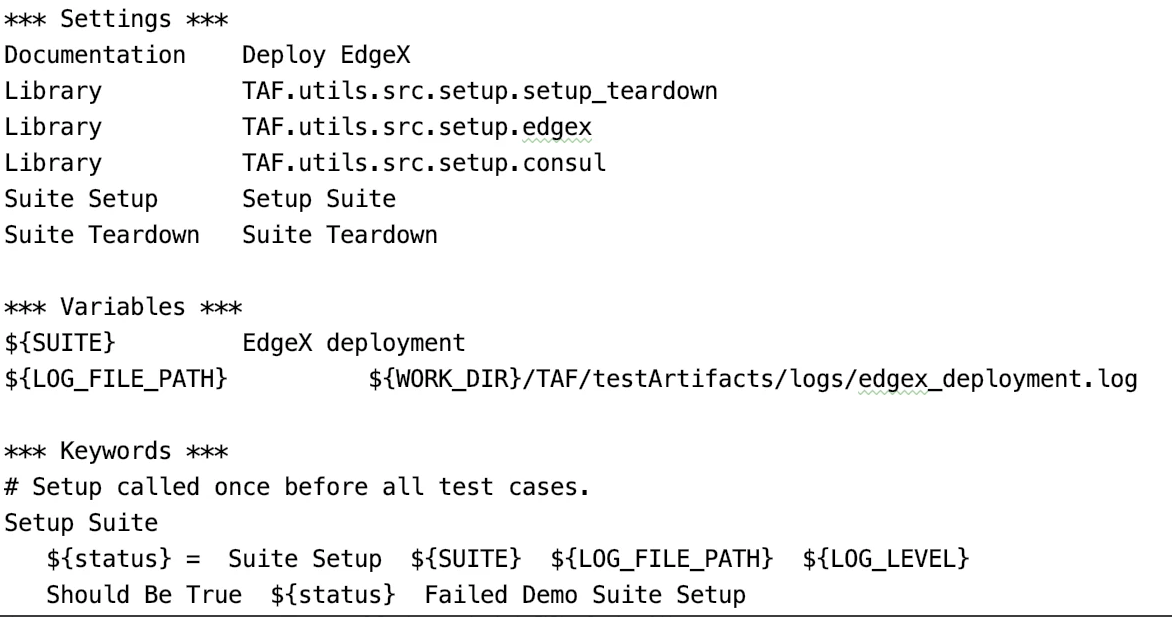 *** Settings ***
Documentation    Deploy EdgeX
Library          TAF.utils.src.setup.setup_teardown
Library          TAF.utils.src.setup.edgex
Library          TAF.utils.src.setup.consul
Suite Setup      Setup Suite
Suite Teardown   Suite Teardown

*** Variables ***
${SUITE}         EdgeX deployment
${LOG_FILE_PATH}          ${WORK_DIR}/TAF/testArtifacts/logs/edgex_deployment.log

*** Keywords ***
# Setup called once before all test cases.
Setup Suite
   ${status} =  Suite Setup  ${SUITE}  ${LOG_FILE_PATH}  ${LOG_LEVEL}
   Should Be True  ${status}  Failed Demo Suite Setup